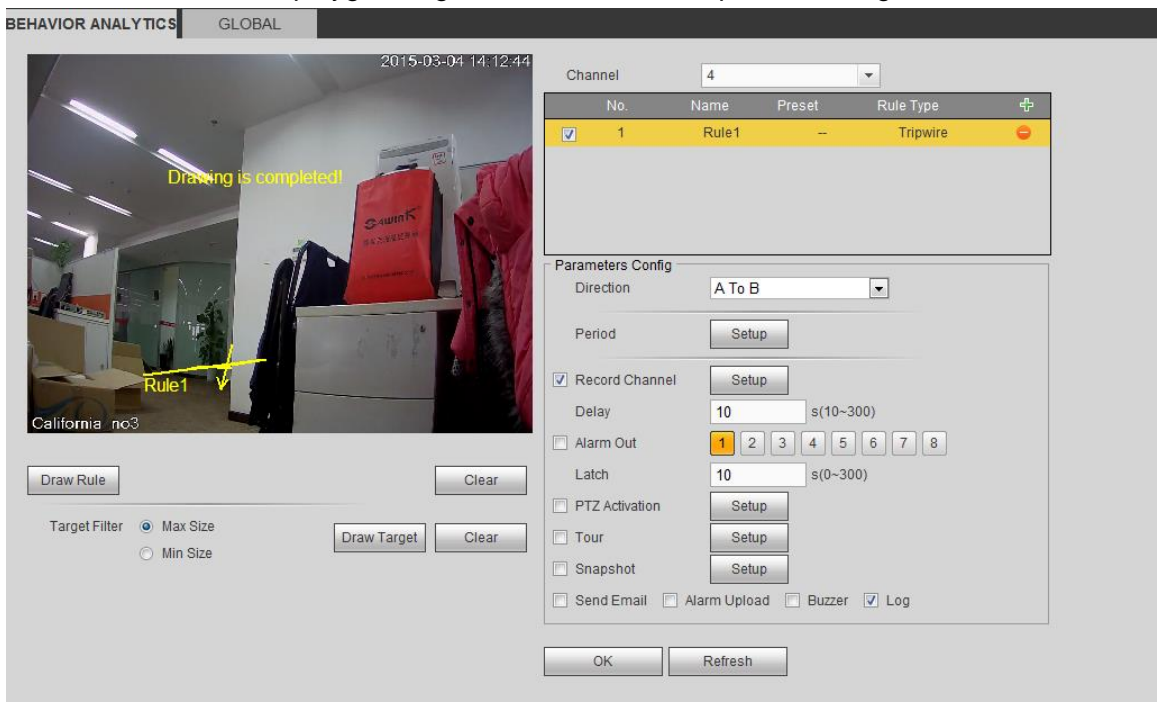 BEHAVIOR ANALYTICS GLOBAL
2015-03-04 14:12:44
Drawing is completed!
SAWINK
Rule1
California no3
Draw Rule Clear
Target Filter Max Size
Min Size
Draw Target Clear
Channel 4
No. Name Preset Rule Type
1 Rule1 -- Tripwire
Parameters Config
Direction A To B
Period Setup
Record Channel Setup
Delay 10 s(10~300)
Alarm Out 1 2 3 4 5 6 7 8
Latch 10 s(0~300)
PTZ Activation Setup
Tour Setup
Snapshot Setup
Send Email Alarm Upload Buzzer Log
OK Refresh